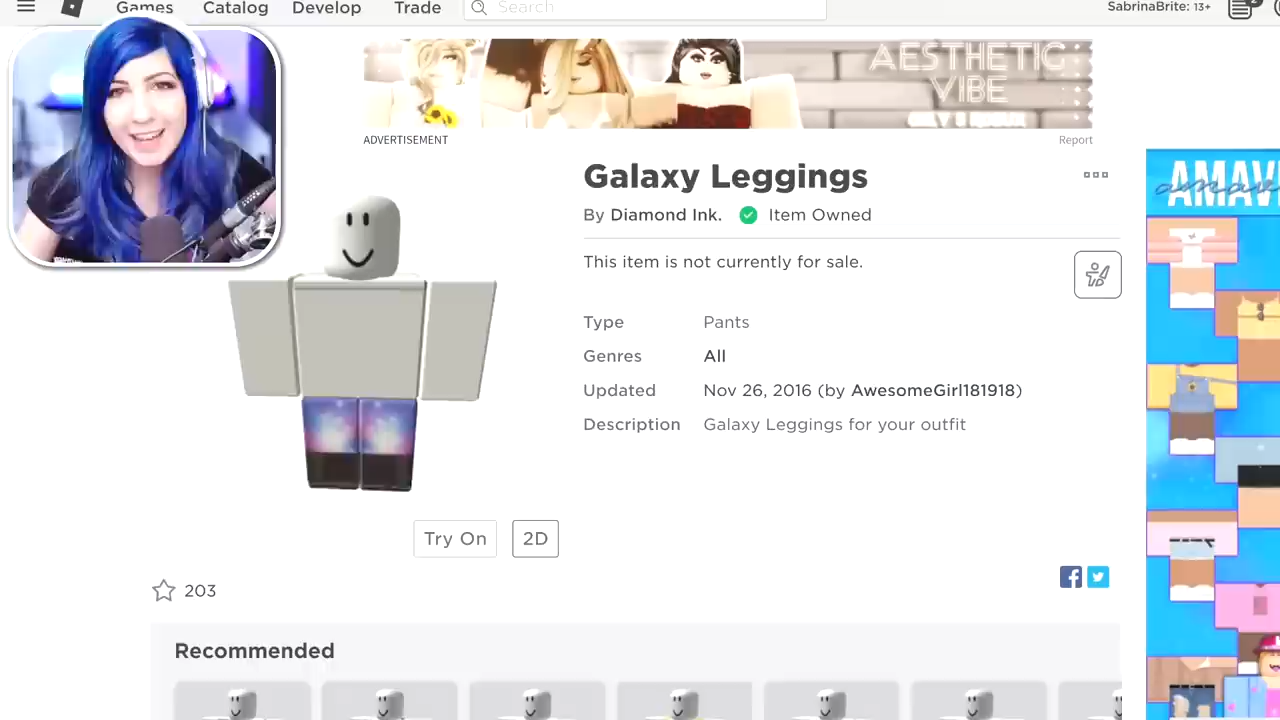 Games Catalog Develop Trade Search SabrinaBrite: 13+
AESTHETIC
VIBE
ADVERTISEMENT Report
Galaxy Leggings
By Diamond Ink. Item Owned
This item is not currently for sale.
Type Pants
Genres All
Updated Nov 26, 2016 (by AwesomeGirl181918)
Description Galaxy Leggings for your outfit
Try On 2D
203
Recommended